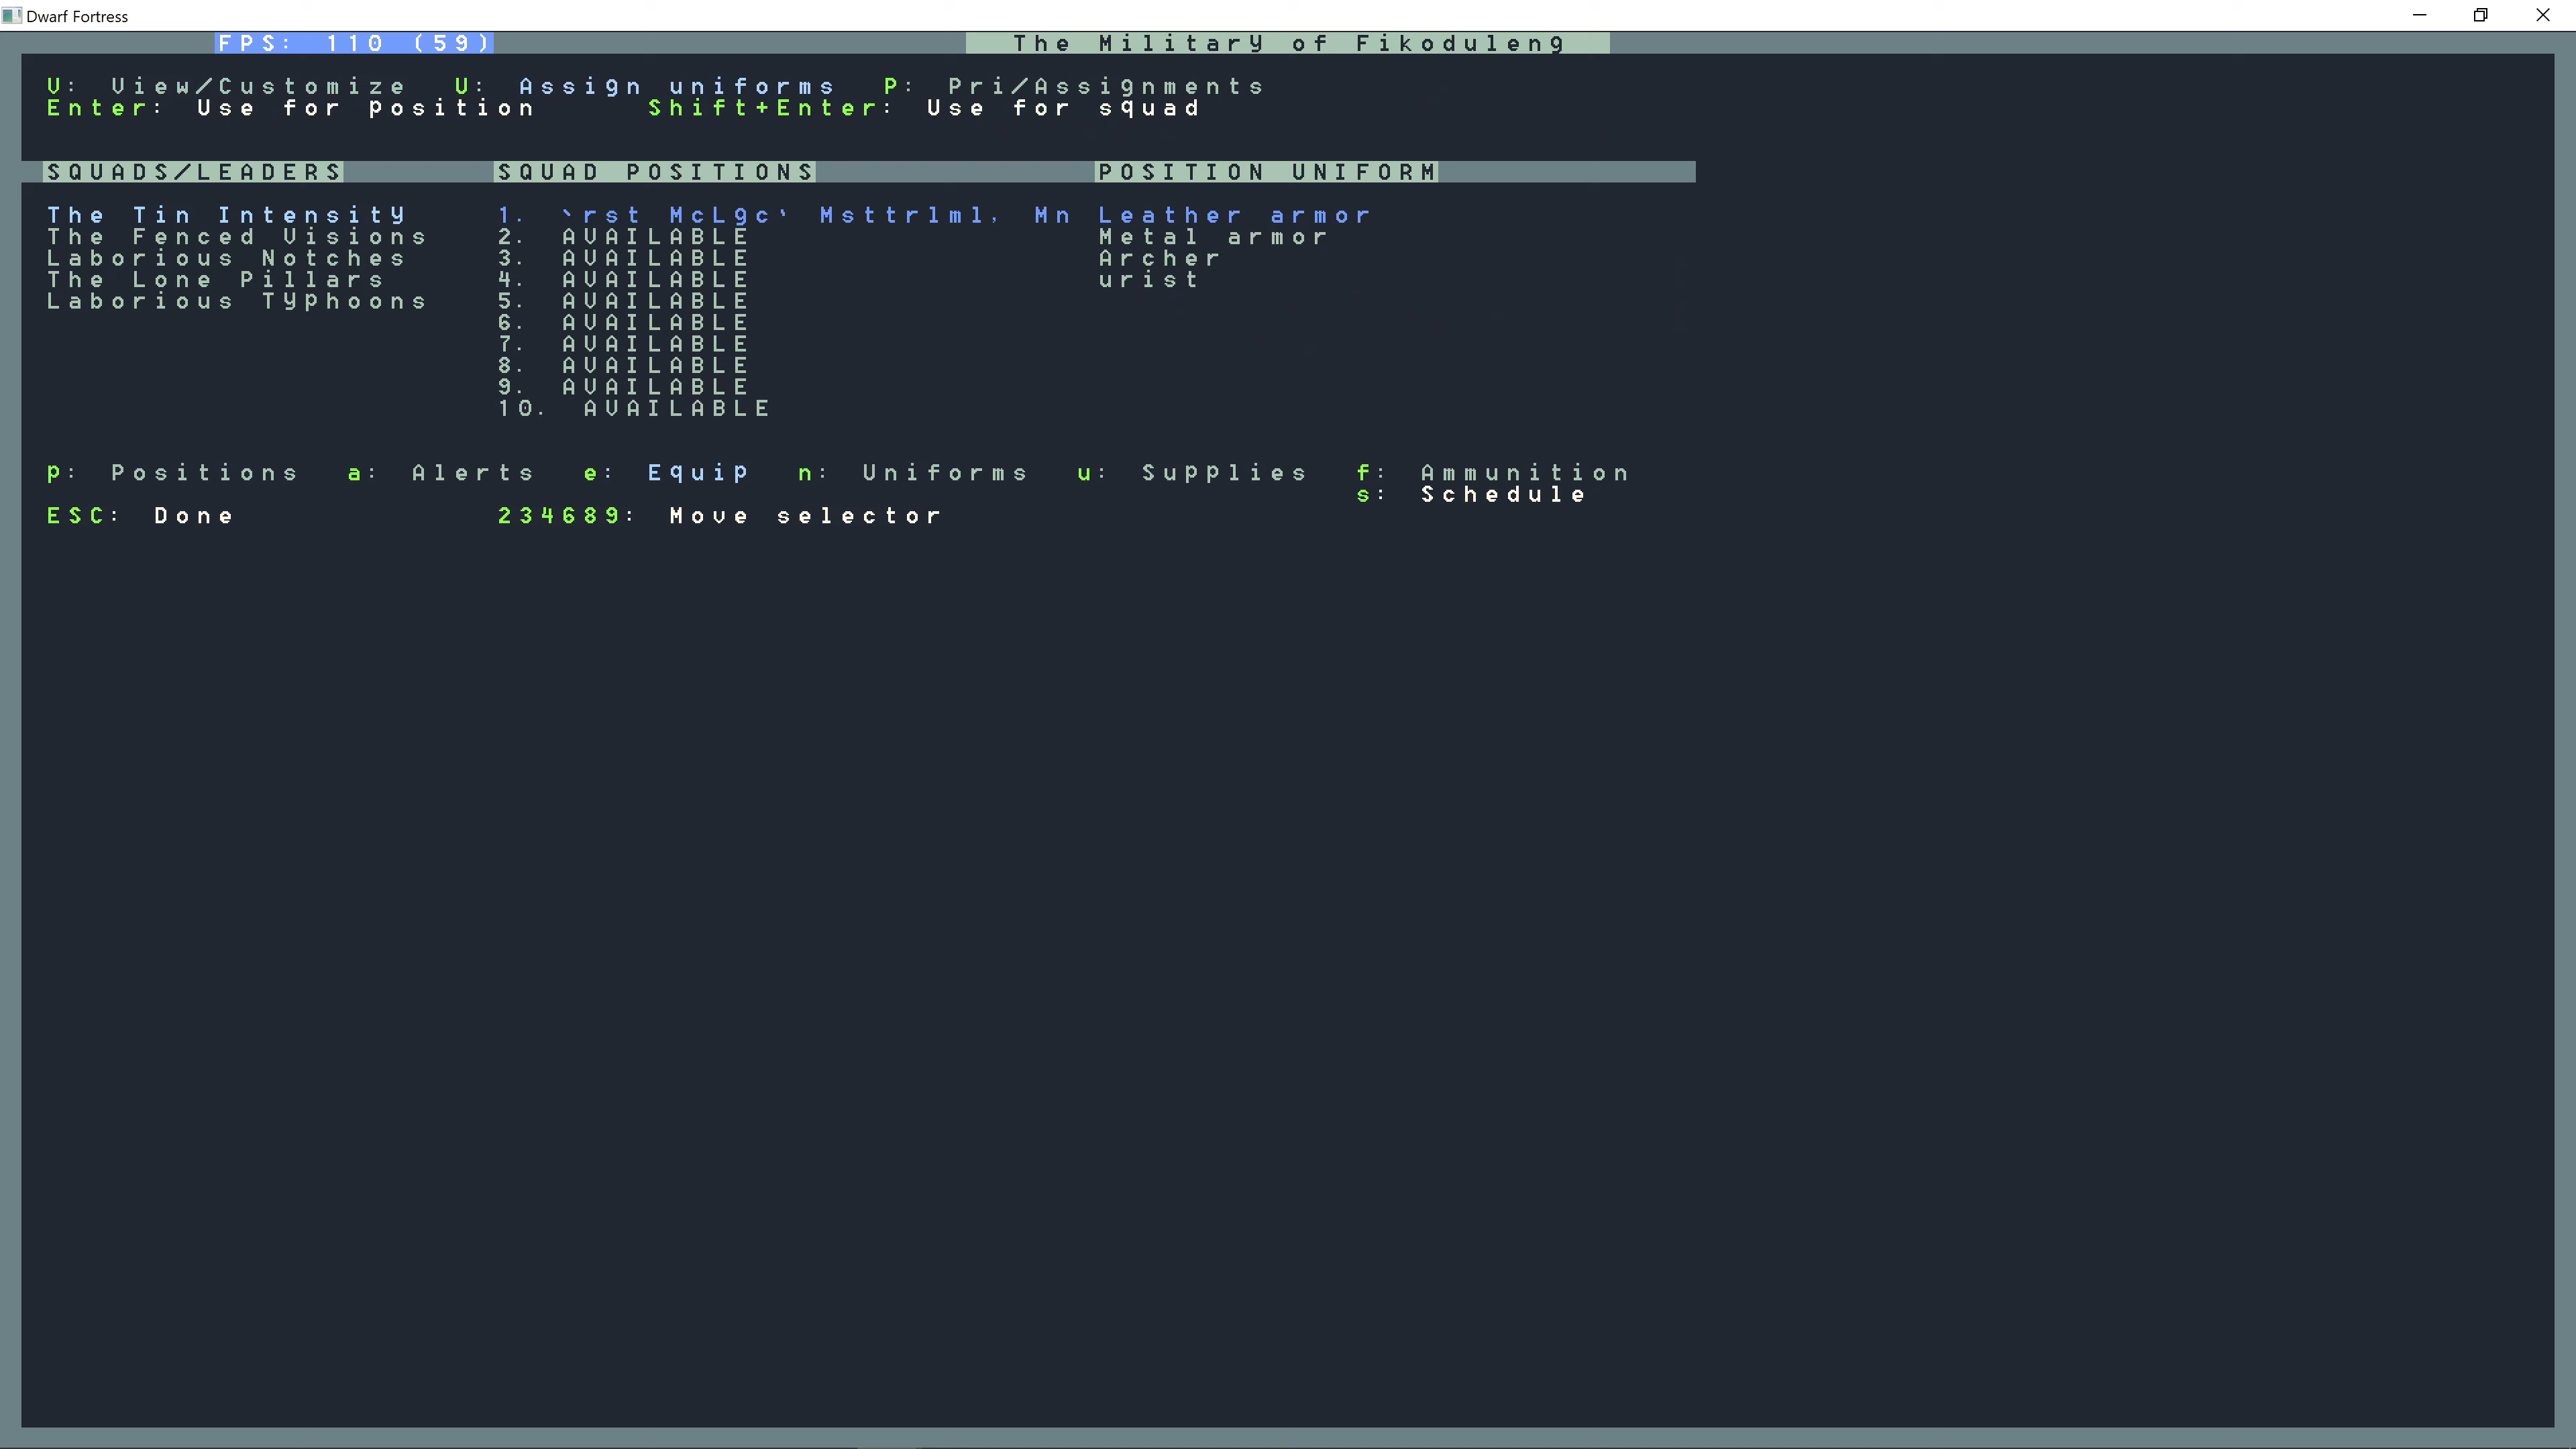 Dwarf Fortress
FPS: 110 (59) The Military of Fikoduleng
V: View/Customize U: Assign uniforms P: Pri/Assignments
Enter: Use for position Shift+Enter: Use for squad
SQUADS/LEADERS SQUAD POSITIONS POSITION UNIFORM
The Tin Intensity 1. `rst McLgc' Msttrlml, Mn Leather armor
The Fenced Visions 2. AVAILABLE Metal armor
Laborious Notches 3. AVAILABLE Archer
The Lone Pillars 4. AVAILABLE urist
Laborious Typhoons 5. AVAILABLE
6. AVAILABLE
7. AVAILABLE
8. AVAILABLE
9. AVAILABLE
10. AVAILABLE
p: Positions a: Alerts e: Equip n: Uniforms u: Supplies f: Ammunition
s: Schedule
ESC: Done 234689: Move selector